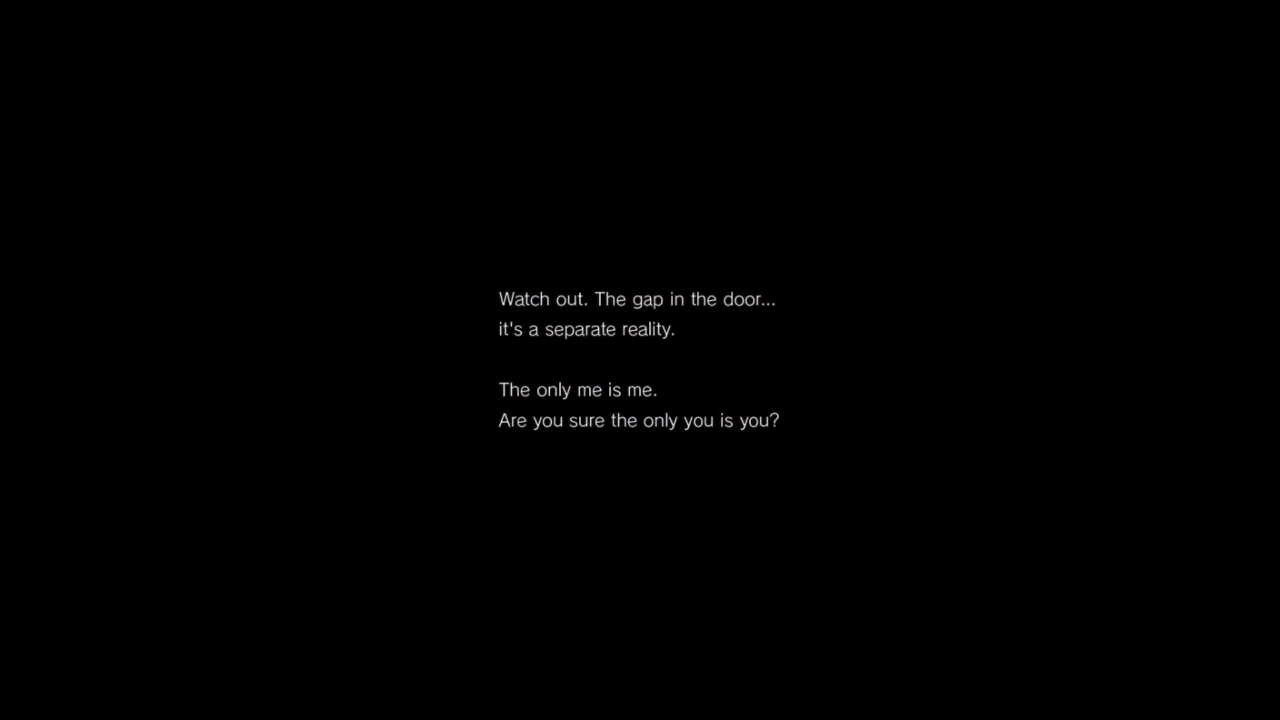 Watch out. The gap in the door...
it's a separate reality.
The only me is me.
Are you sure the only you is you?